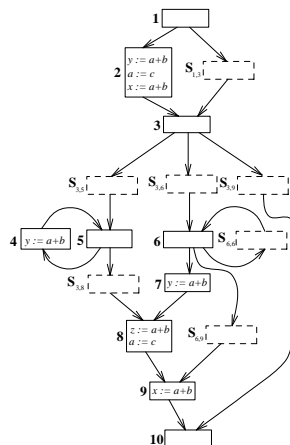 1
2
y := a+b
a := c
x := a+b
S1,3
3
S3,5
S3,6
S3,9
4
y := a+b
5
6
S6,6
S3,8
7
y := a+b
8
z := a+b
a := c
S6,9
9
x := a+b
10